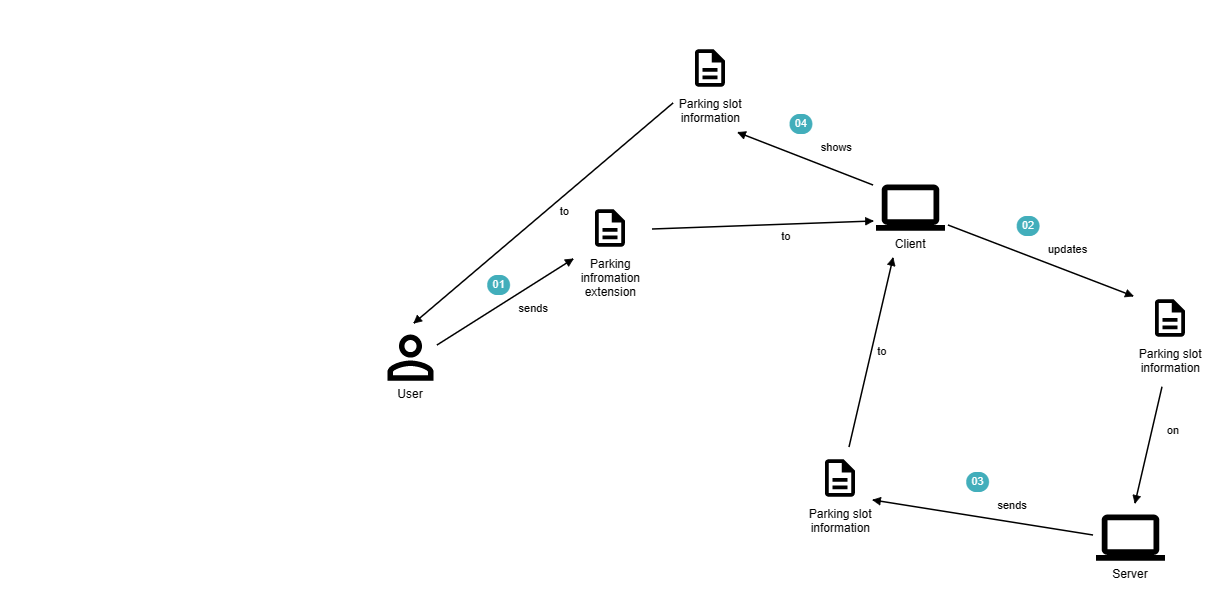 Parking slot
information
04
shows
to
to
Client
02
updates
Parking
infromation
extension
01
sends
to
Parking slot
information
User
on
03
sends
Parking slot
information
Server